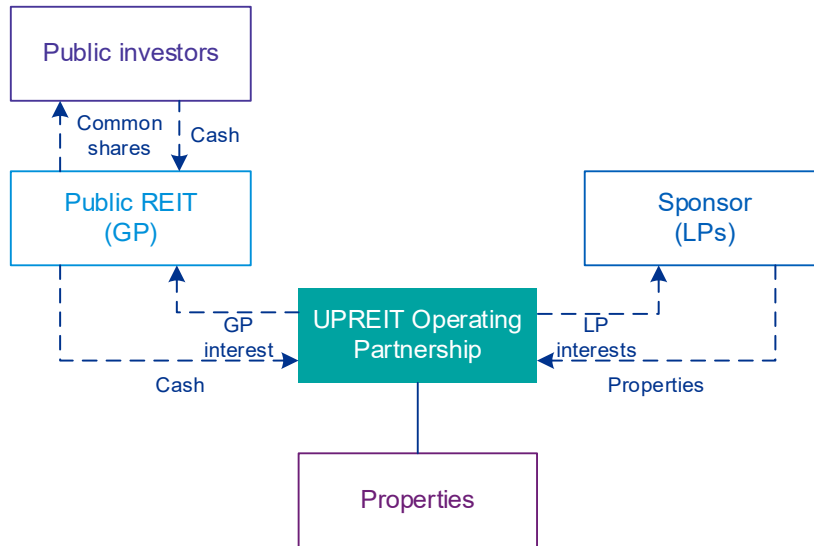 Public investors
Common
shares
Cash
Public REIT
(GP)
Sponsor
(LPs)
GP
interest
UPREIT Operating
Partnership
LP
interests
Cash
Properties
Properties